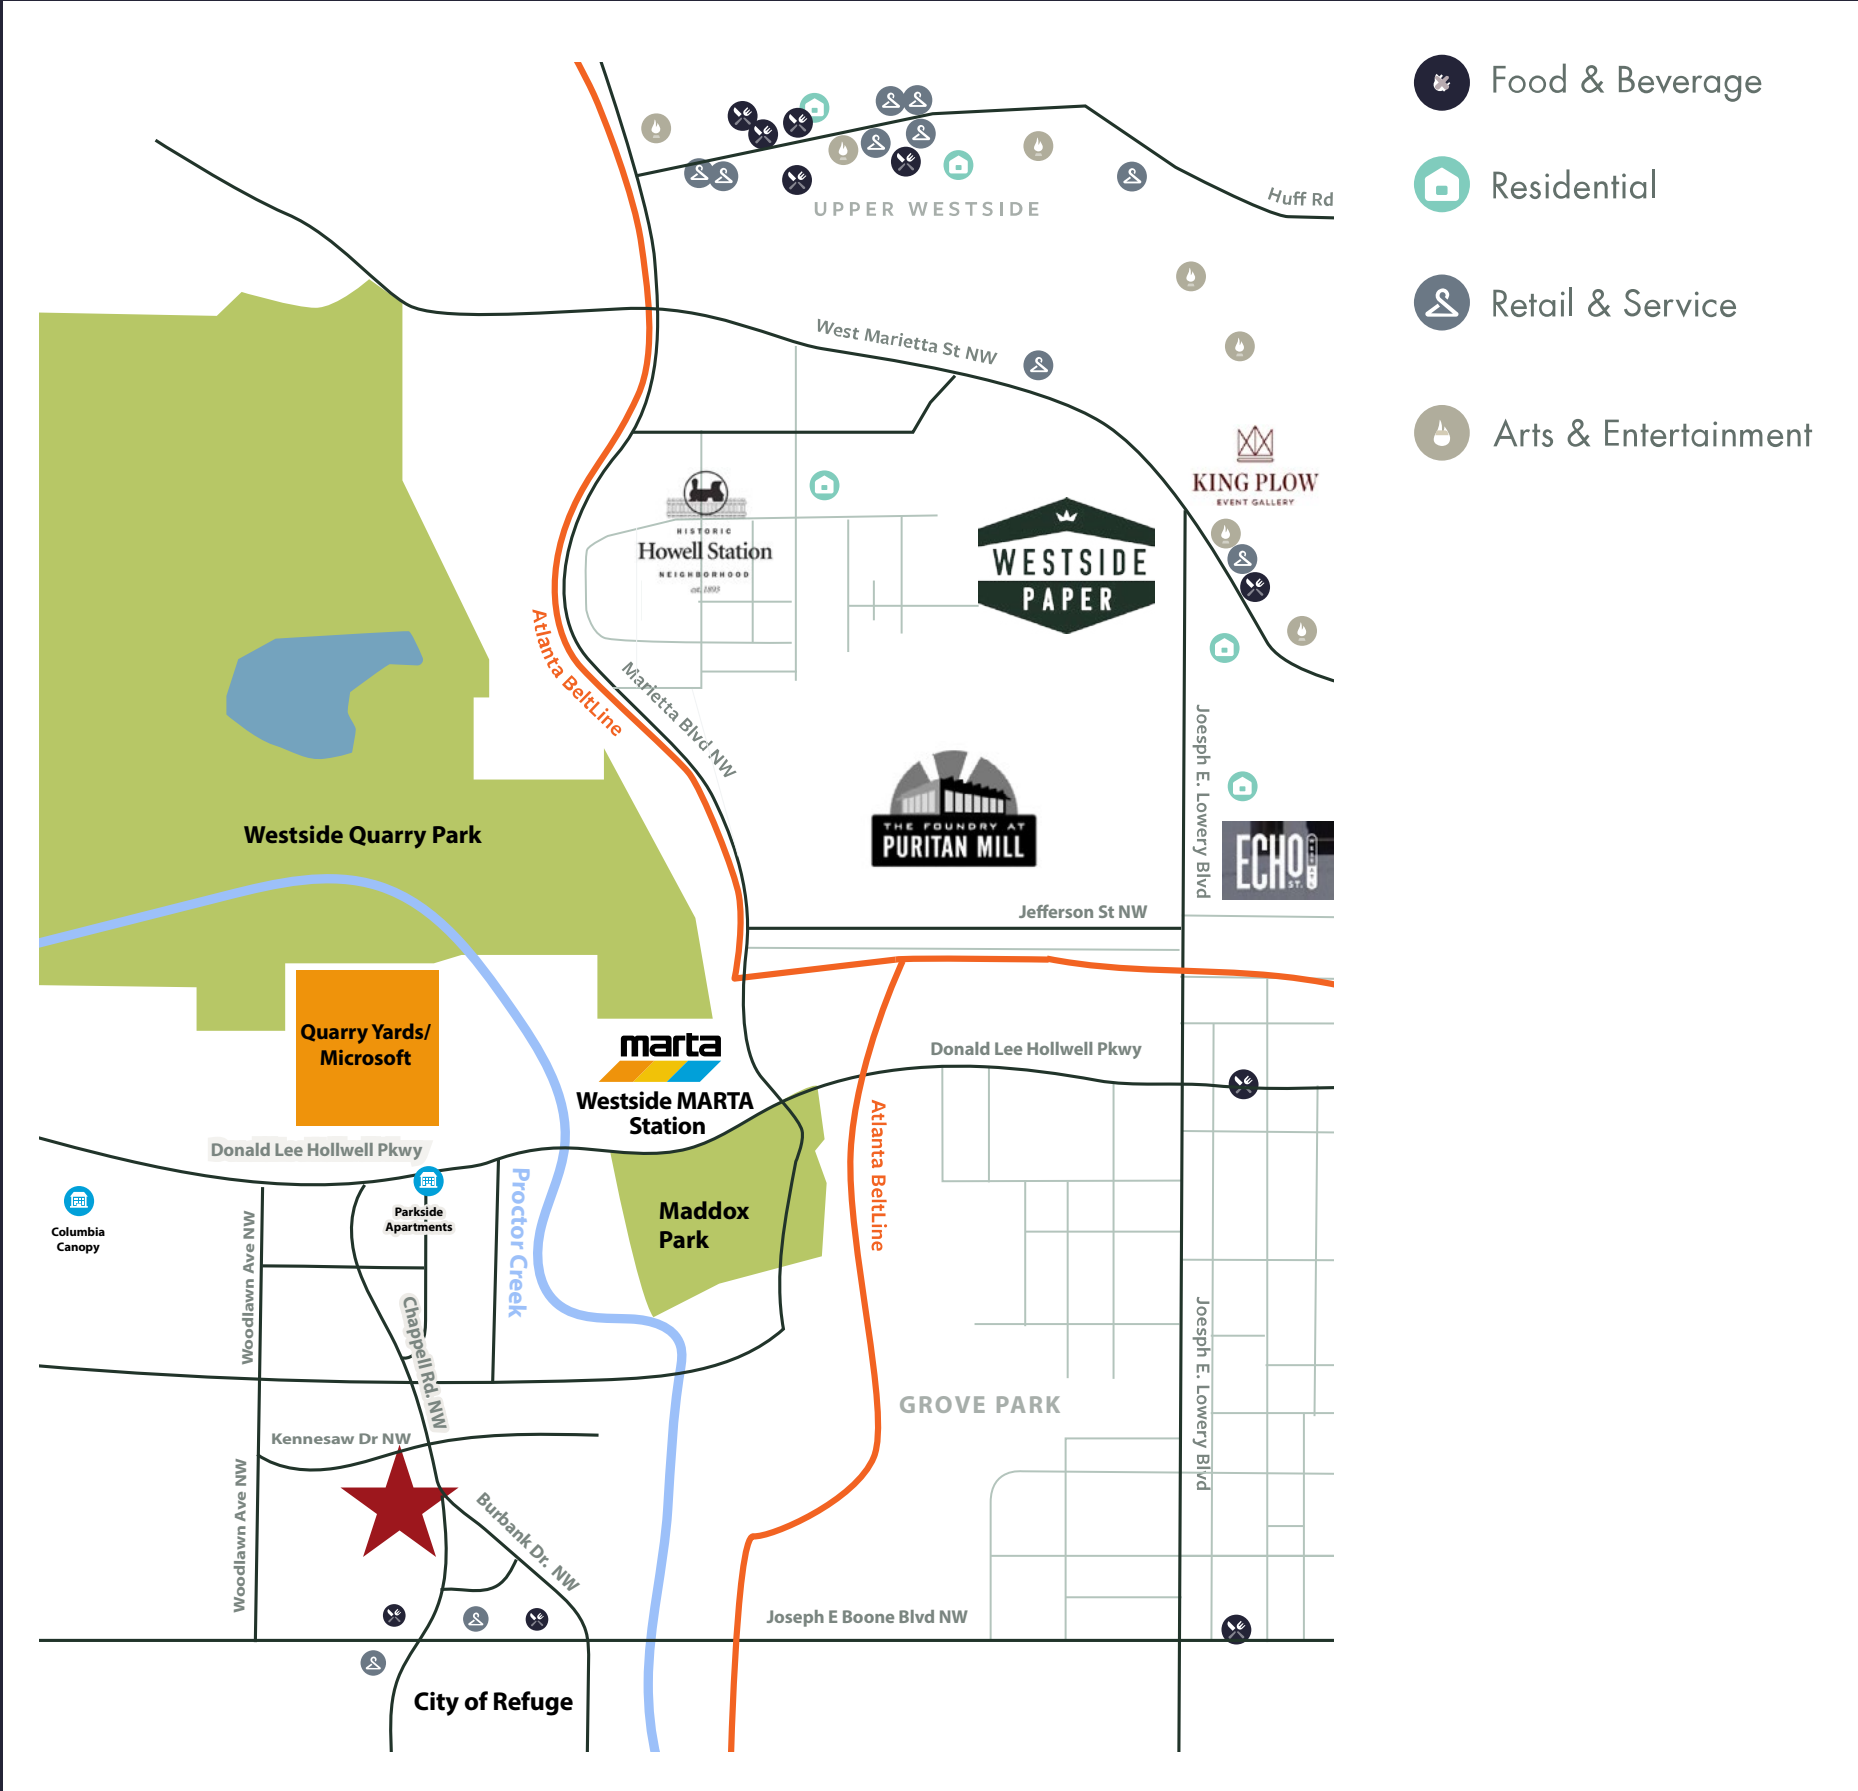 Food & Beverage
Residential
Huff Rd
UPPER WESTSIDE
Retail & Service
West Marietta St NW
Arts & Entertainment
KING PLOW
EVENT GALLERY
HISTORIC
Howell Station
NEIGHBORHOOD
est. 1893
WESTSIDE
PAPER
Atlanta BeltLine
Marietta Blvd NW
Joesph E. Lowery Blvd
THE FOUNDRY AT
PURITAN MILL
Westside Quarry Park
ECHO
ST.
Jefferson St NW
Quarry Yards/
Microsoft
marta
Westside MARTA
Station
Donald Lee Hollwell Pkwy
Donald Lee Hollwell Pkwy
Atlanta BeltLine
Columbia
Canopy
Parkside
Apartments
Proctor Creek
Maddox
Park
Woodlawn Ave NW
Chappell Rd. NW
Joesph E. Lowery Blvd
GROVE PARK
Kennesaw Dr NW
Woodlawn Ave NW
Burbank Dr. NW
Joseph E Boone Blvd NW
City of Refuge